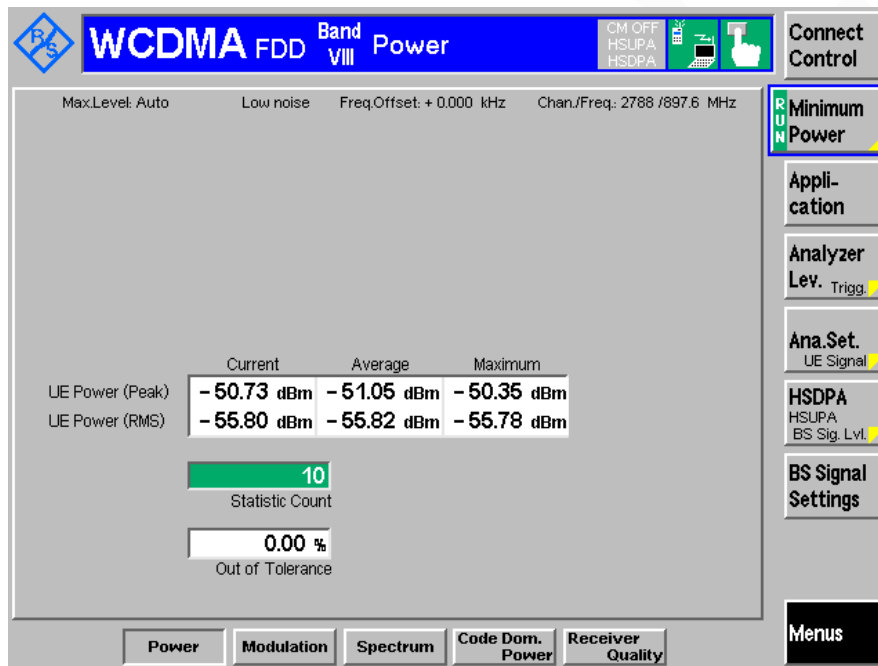 R&S WCDMA FDD Band VIII Power
CM OFF
HSUPA
HSDPA
Connect
Control
Max.Level: Auto Low noise Freq.Offset: + 0.000 kHz Chan./Freq.: 2788 /897.6 MHz
RUN
Minimum
Power
Appli-
cation
Analyzer
Lev. Trigg.
Ana.Set.
UE Signal
HSDPA
HSUPA
BS Sig. Lvl.
BS Signal
Settings
Current Average Maximum
UE Power (Peak) – 50.73 dBm – 51.05 dBm – 50.35 dBm
UE Power (RMS) – 55.80 dBm – 55.82 dBm – 55.78 dBm
10
Statistic Count
0.00 %
Out of Tolerance
Power Modulation Spectrum Code Dom. Power Receiver Quality
Menus